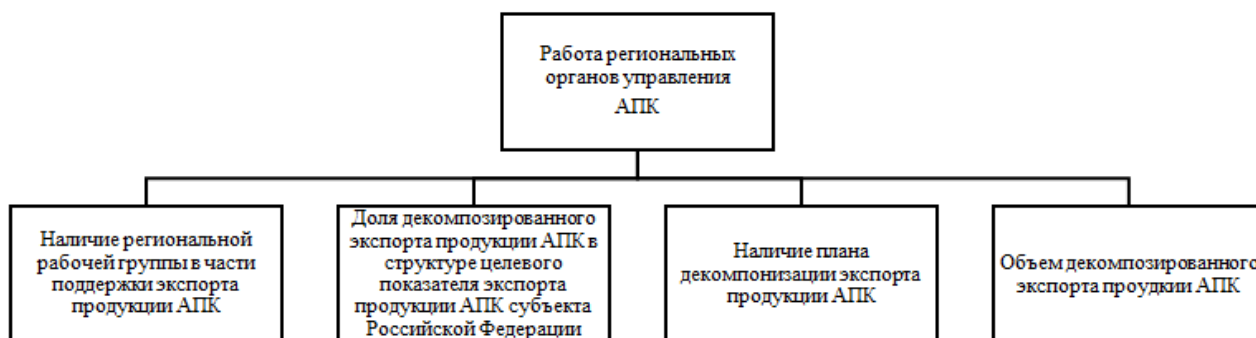 Работа региональных
органов управления
АПК
Наличие региональной
рабочей группы в части
поддержки экспорта
продукции АПК
Доля декомпозированного
экспорта продукции АПК в
структуре целевого
показателя экспорта
продукции АПК субъекта
Российской Федерации
Наличие плана
декомпонизации экспорта
продукции АПК
Объем декомпозированного
экспорта проудкии АПК